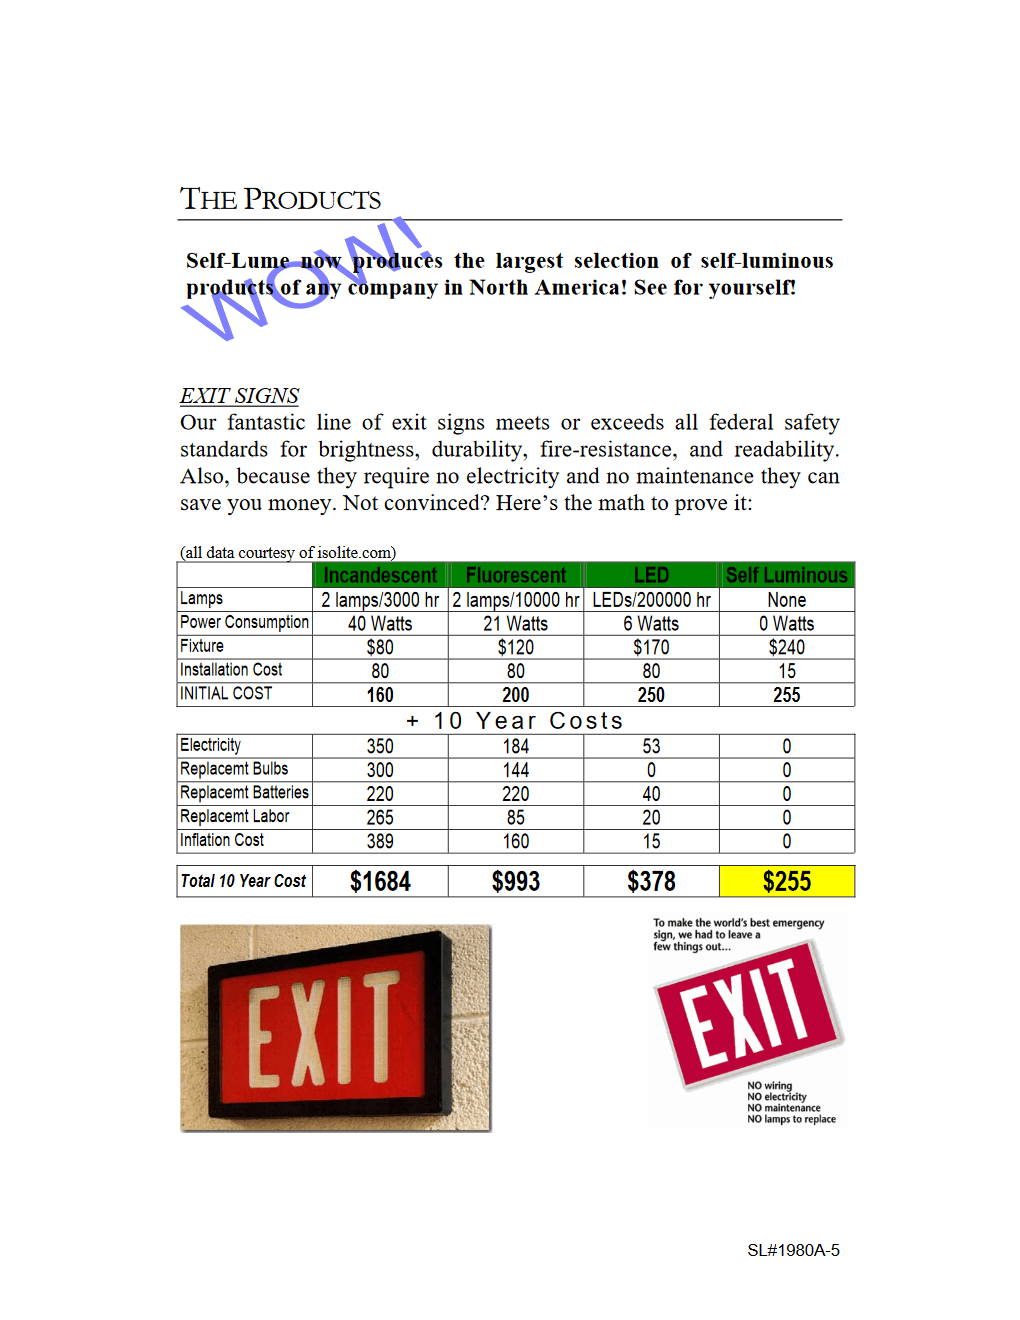 THE PRODUCTS
WOW!
Self-Lume now produces the largest selection of self-luminous
products of any company in North America! See for yourself!
EXIT SIGNS
Our fantastic line of exit signs meets or exceeds all federal safety
standards for brightness, durability, fire-resistance, and readability.
Also, because they require no electricity and no maintenance they can
save you money. Not convinced? Here's the math to prove it:
(all data courtesy of isolite.com)
Incandescent Fluorescent LED Self Luminous
Lamps 2 lamps/3000 hr 2 lamps/10000 hr LEDs/200000 hr None
Power Consumption 40 Watts 21 Watts 6 Watts 0 Watts
Fixture $80 $120 $170 $240
Installation Cost 80 80 80 15
INITIAL COST 160 200 250 255
+ 10 Year Costs
Electricity 350 184 53 0
Replacemt Bulbs 300 144 0 0
Replacemt Batteries 220 220 40 0
Replacemt Labor 265 85 20 0
Inflation Cost 389 160 15 0
Total 10 Year Cost $1684 $993 $378 $255
EXIT
To make the world's best emergency
sign, we had to leave a
few things out...
EXIT
NO wiring
NO electricity
NO maintenance
NO lamps to replace
SL#1980A-5